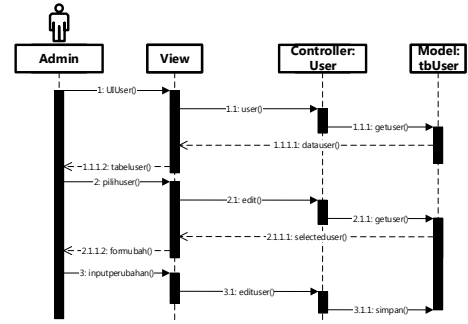 Admin
View
Controller:
User
Model:
tbUser
1: UIUser()
1.1: user()
1.1.1: getuser()
1.1.1.1: datauser()
1.1.1.2: tabeluser()
2: pilihuser()
2.1: edit()
2.1.1: getuser()
2.1.1.1: selecteduser()
2.1.1.2: formubah()
3: inputperubahan()
3.1: edituser()
3.1.1: simpan()